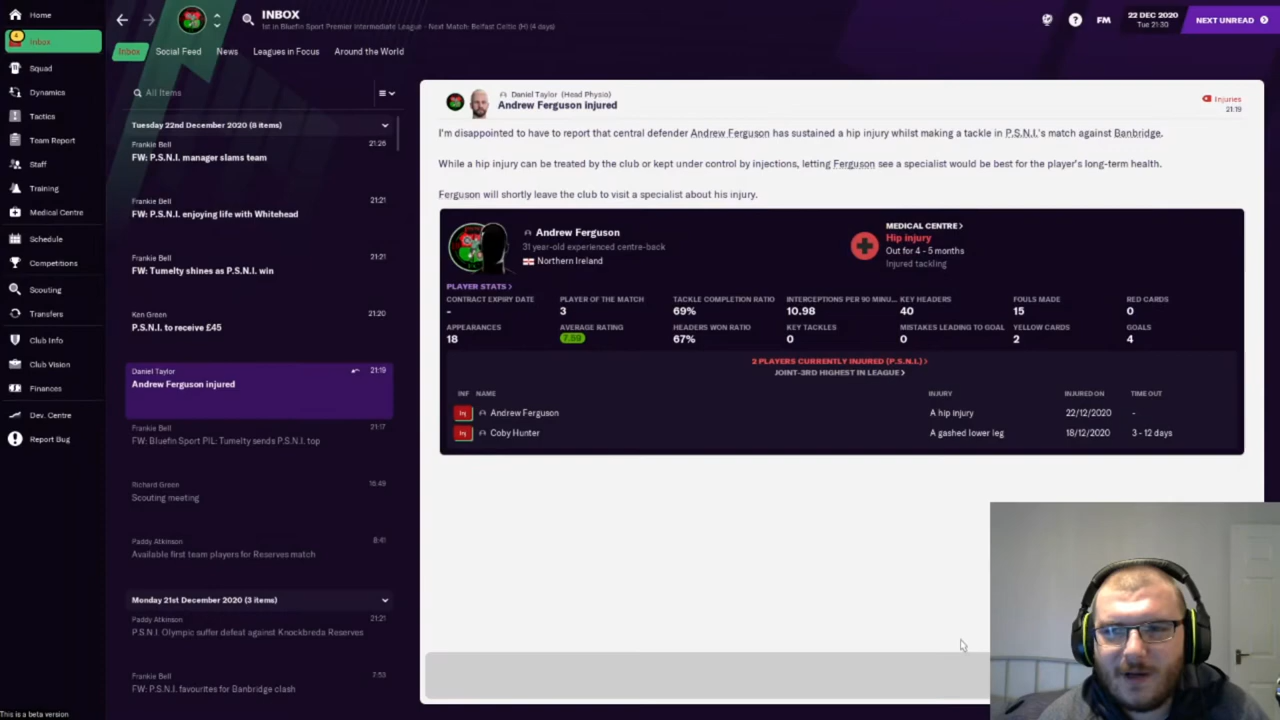 Home
Inbox
Squad
Dynamics
Tactics
Team Report
Staff
Training
Medical Centre
Schedule
Competitions
Scouting
Transfers
Club Info
Club Vision
Finances
Dev. Centre
Report Bug
This is a beta version
INBOX
1st in Bluefin Sport Premier Intermediate League - Next Match: Belfast Celtic (H) (4 days)
FM
22 DEC 2020
Tue 21:30
NEXT UNREAD
Inbox
Social Feed
News
Leagues in Focus
Around the World
All Items
Tuesday 22nd December 2020 (8 items)
Frankie Bell 21:26
FW: P.S.N.I. manager slams team
Frankie Bell 21:21
FW: P.S.N.I. enjoying life with Whitehead
Frankie Bell 21:21
FW: Tumelty shines as P.S.N.I. win
Ken Green 21:20
P.S.N.I. to receive £45
Daniel Taylor 21:19
Andrew Ferguson injured
Frankie Bell 21:17
FW: Bluefin Sport PIL: Tumelty sends P.S.N.I. top
Richard Green 16:49
Scouting meeting
Paddy Atkinson 8:41
Available first team players for Reserves match
Monday 21st December 2020 (3 items)
Paddy Atkinson 21:21
P.S.N.I. Olympic suffer defeat against Knockbreda Reserves
Frankie Bell 7:53
FW: P.S.N.I. favourites for Banbridge clash
Daniel Taylor (Head Physio)
Andrew Ferguson injured
Injuries
21:19
I'm disappointed to have to report that central defender Andrew Ferguson has sustained a hip injury whilst making a tackle in P.S.N.I.'s match against Banbridge.
While a hip injury can be treated by the club or kept under control by injections, letting Ferguson see a specialist would be best for the player's long-term health.
Ferguson will shortly leave the club to visit a specialist about his injury.
Andrew Ferguson
31 year-old experienced centre-back
Northern Ireland
MEDICAL CENTRE >
Hip injury
Out for 4 - 5 months
Injured tackling
PLAYER STATS >
CONTRACT EXPIRY DATE PLAYER OF THE MATCH TACKLE COMPLETION RATIO INTERCEPTIONS PER 90 MINU... KEY HEADERS FOULS MADE RED CARDS
- 3 69% 10.98 40 15 0
APPEARANCES AVERAGE RATING HEADERS WON RATIO KEY TACKLES MISTAKES LEADING TO GOAL YELLOW CARDS GOALS
18 7.59 67% 0 0 2 4
2 PLAYERS CURRENTLY INJURED (P.S.N.I.) >
JOINT-3RD HIGHEST IN LEAGUE >
INF NAME INJURY INJURED ON TIME OUT
Inj Andrew Ferguson A hip injury 22/12/2020 -
Inj Coby Hunter A gashed lower leg 18/12/2020 3 - 12 days